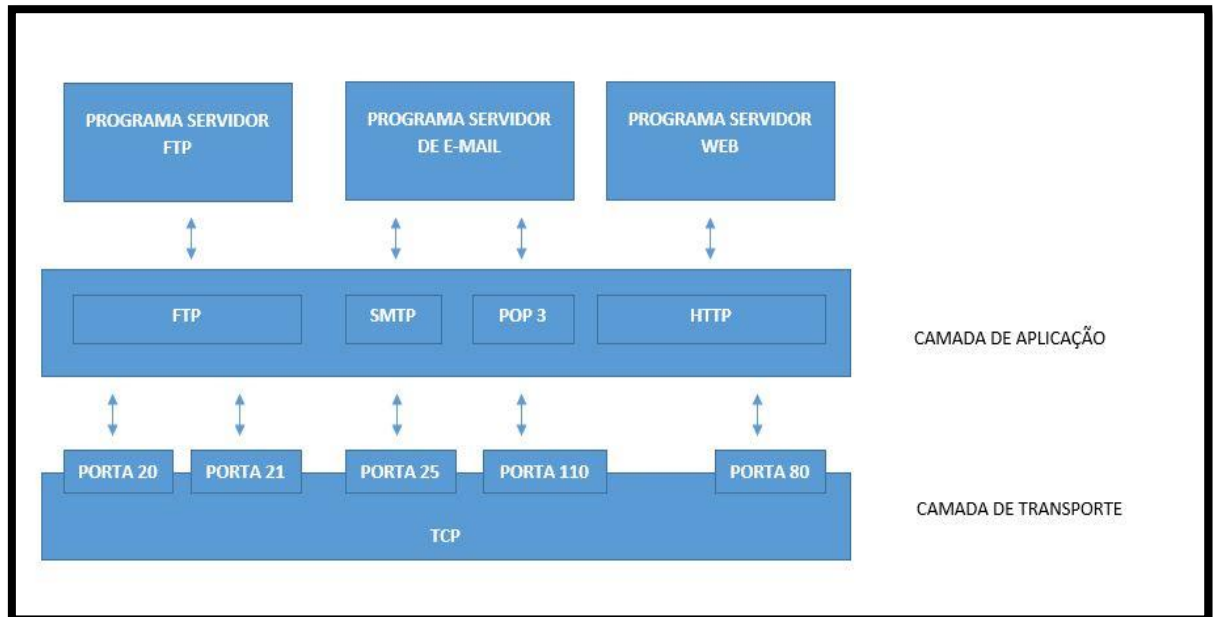 PROGRAMA SERVIDOR
FTP
PROGRAMA SERVIDOR
DE E-MAIL
PROGRAMA SERVIDOR
WEB
FTP
SMTP
POP 3
HTTP
CAMADA DE APLICAÇÃO
PORTA 20
PORTA 21
PORTA 25
PORTA 110
PORTA 80
CAMADA DE TRANSPORTE
TCP